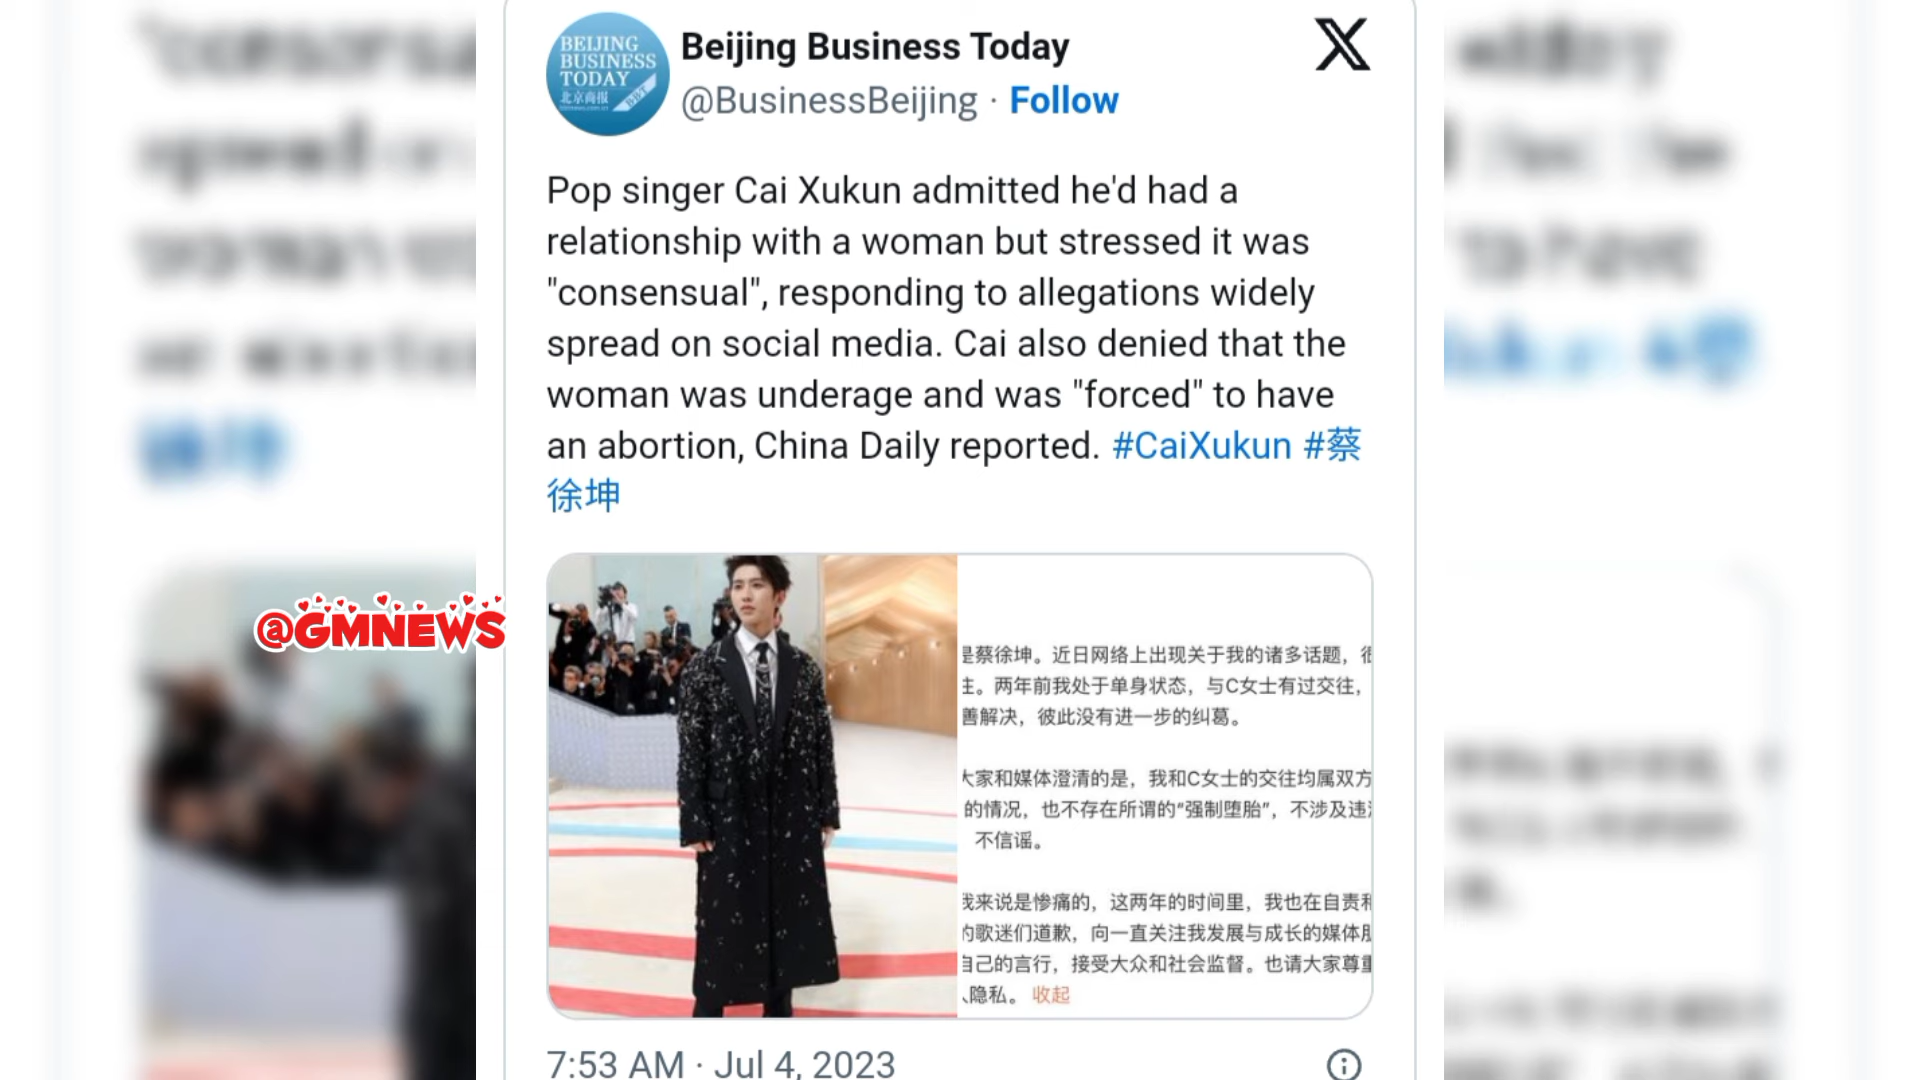 BEIJING
BUSINESS
TODAY
北京商报
Beijing Business Today
@BusinessBeijing · Follow
Pop singer Cai Xukun admitted he'd had a
relationship with a woman but stressed it was
"consensual", responding to allegations widely
spread on social media. Cai also denied that the
woman was underage and was "forced" to have
an abortion, China Daily reported. #CaiXukun #蔡
徐坤
@GMNEWS
是蔡徐坤。近日网络上出现关于我的诸多话题，很
主。两年前我处于单身状态，与C女士有过交往，
善解决，彼此没有进一步的纠葛。
大家和媒体澄清的是，我和C女士的交往均属双方
的情况，也不存在所谓的“强制堕胎”，不涉及违
不信谣。
我来说是惨痛的，这两年的时间里，我也在自责和
的歌迷们道歉，向一直关注我发展与成长的媒体朋
自己的言行，接受大众和社会监督。也请大家尊重
人隐私。 收起
7:53 AM · Jul 4, 2023